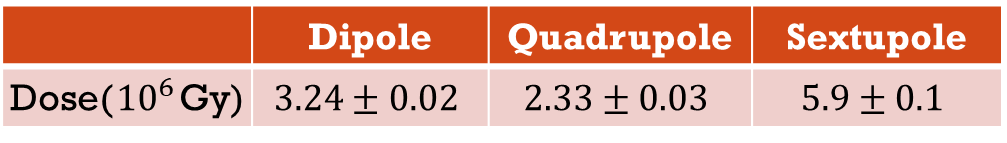 Dipole Quadrupole Sextupole
Dose(10⁶ Gy) 3.24 ± 0.02 2.33 ± 0.03 5.9 ± 0.1